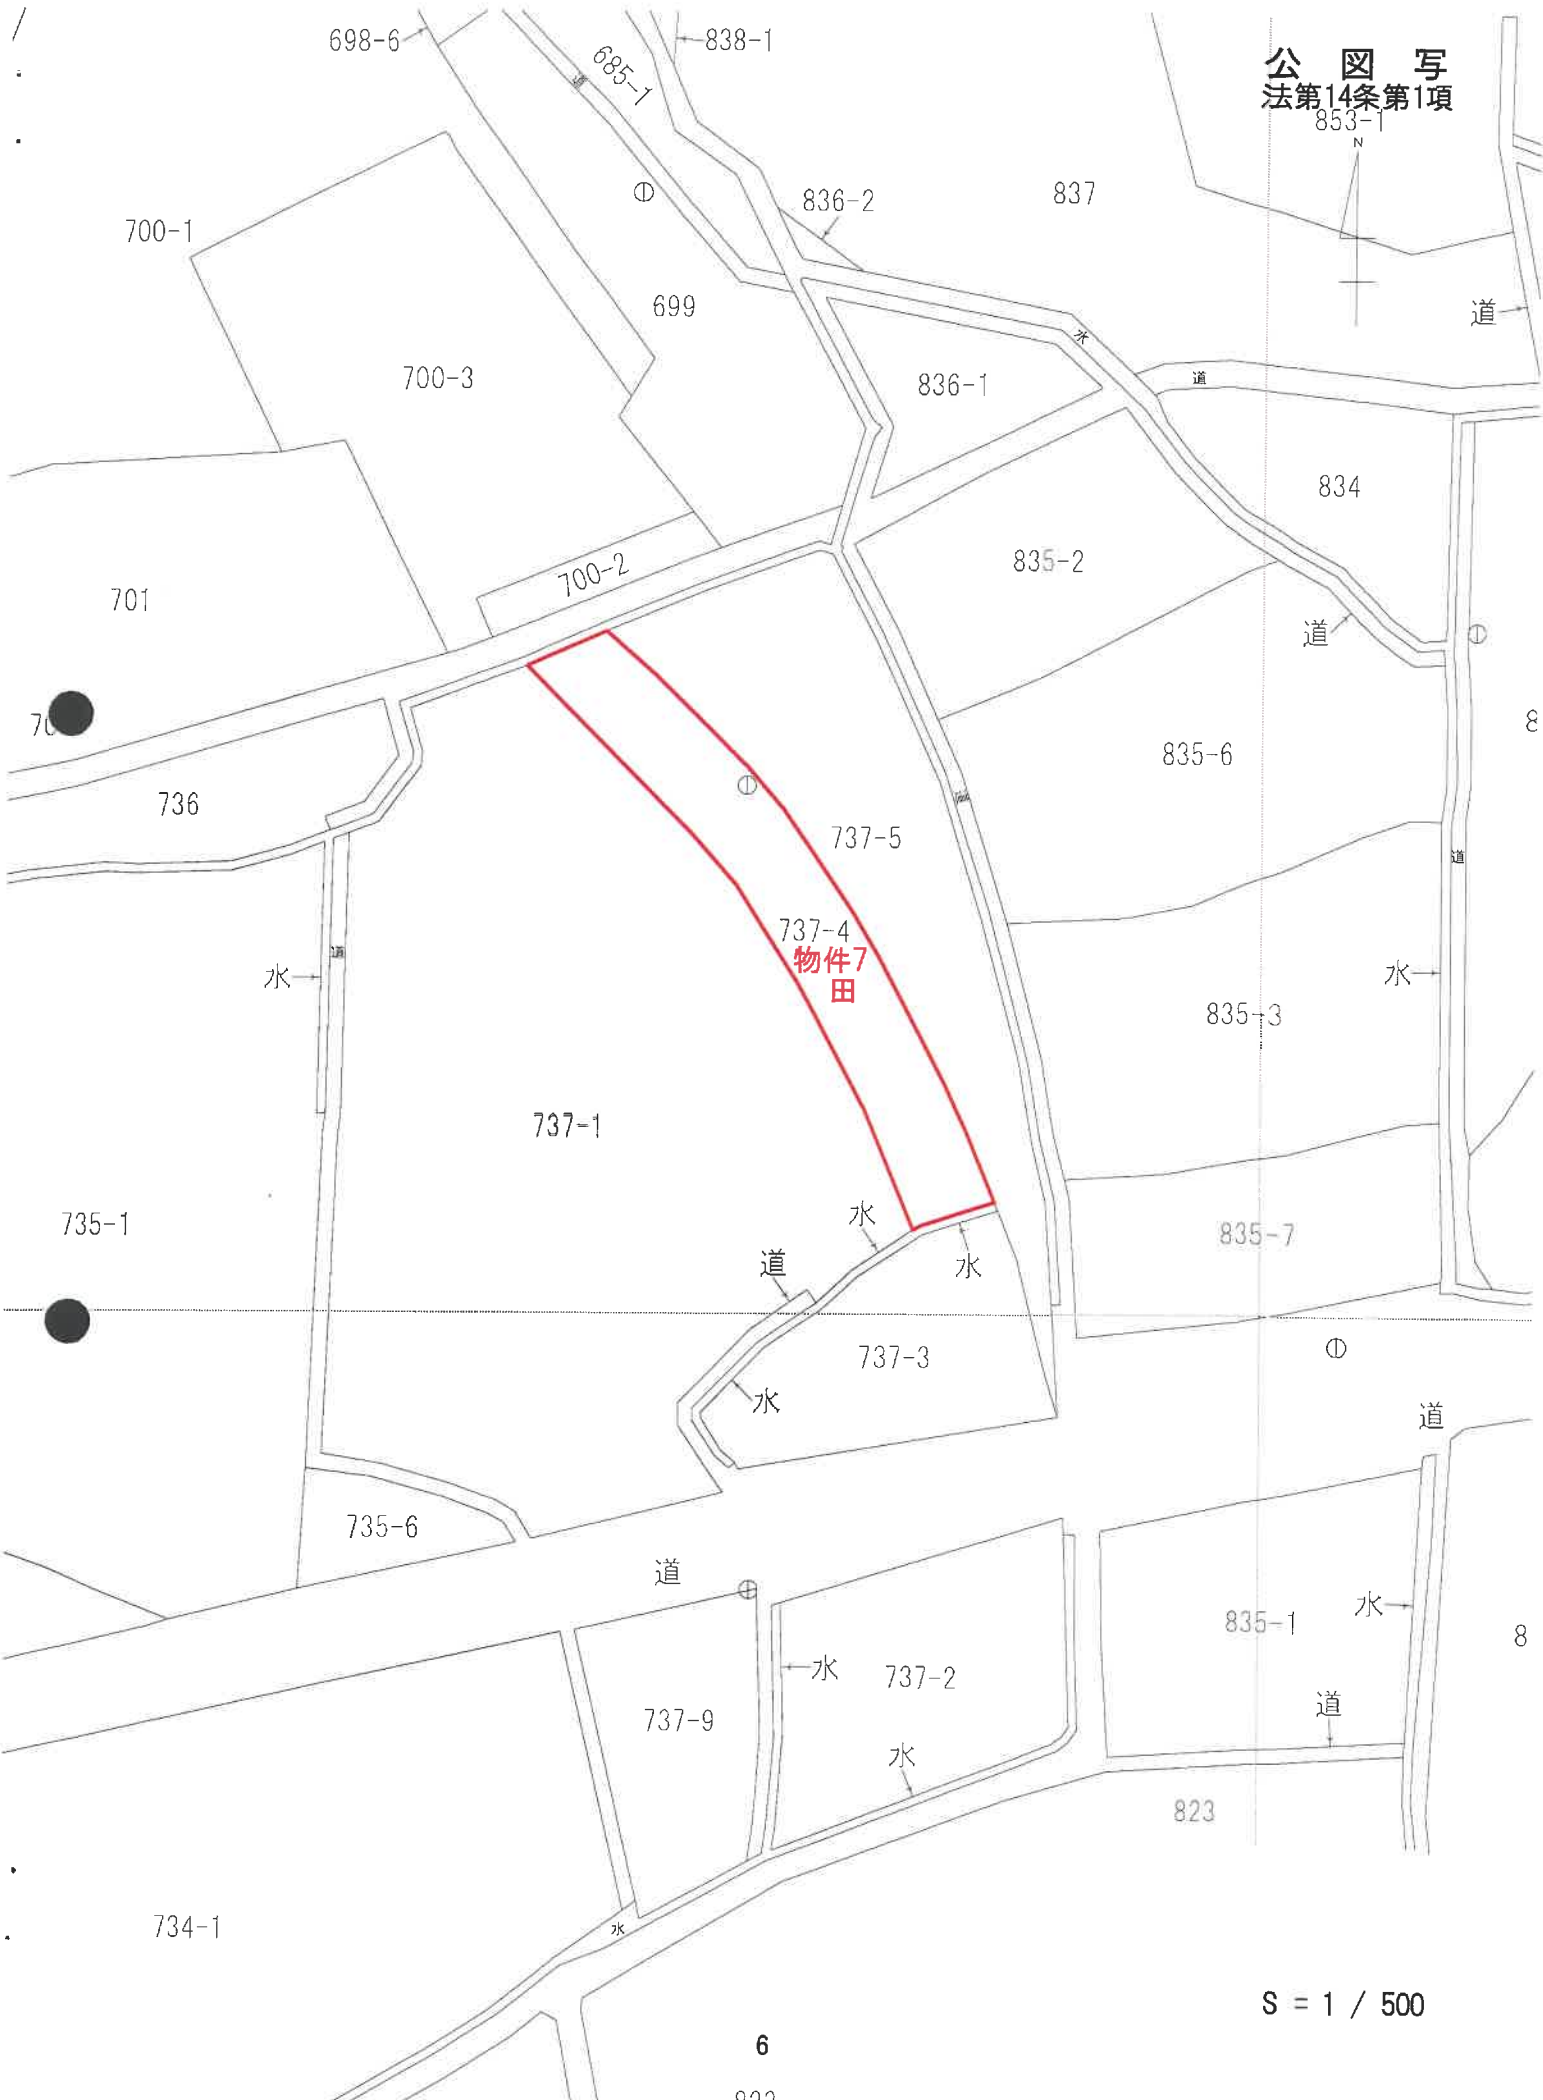 698-6
838-1
685-1
道
公 図 写
法第14条第1項
853-1
N
700-1
836-2
837
699
道
水
700-3
836-1
道
834
835-2
700-2
701
道
835-6
736
737-5
道
道
737-4
物件7
田
道
水
水
835-3
737-1
735-1
水
835-7
道
水
737-3
水
道
735-6
道
835-1
水
8
水
737-2
737-9
道
水
823
734-1
水
S = 1 / 500
6